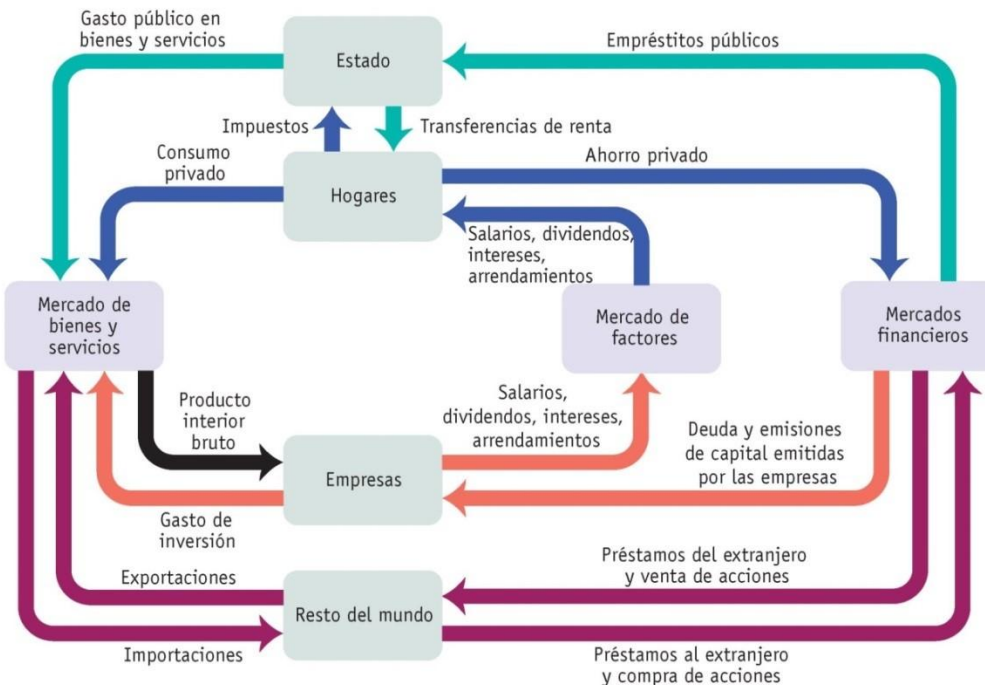 Gasto público en
bienes y servicios
Estado
Empréstitos públicos
Impuestos
Transferencias de renta
Consumo
privado
Hogares
Ahorro privado
Salarios, dividendos,
intereses,
arrendamientos
Mercado de
bienes y
servicios
Mercado de
factores
Mercados
financieros
Producto
interior
bruto
Salarios,
dividendos, intereses,
arrendamientos
Deuda y emisiones
de capital emitidas
por las empresas
Empresas
Gasto de
inversión
Exportaciones
Préstamos del extranjero
y venta de acciones
Resto del mundo
Importaciones
Préstamos al extranjero
y compra de acciones